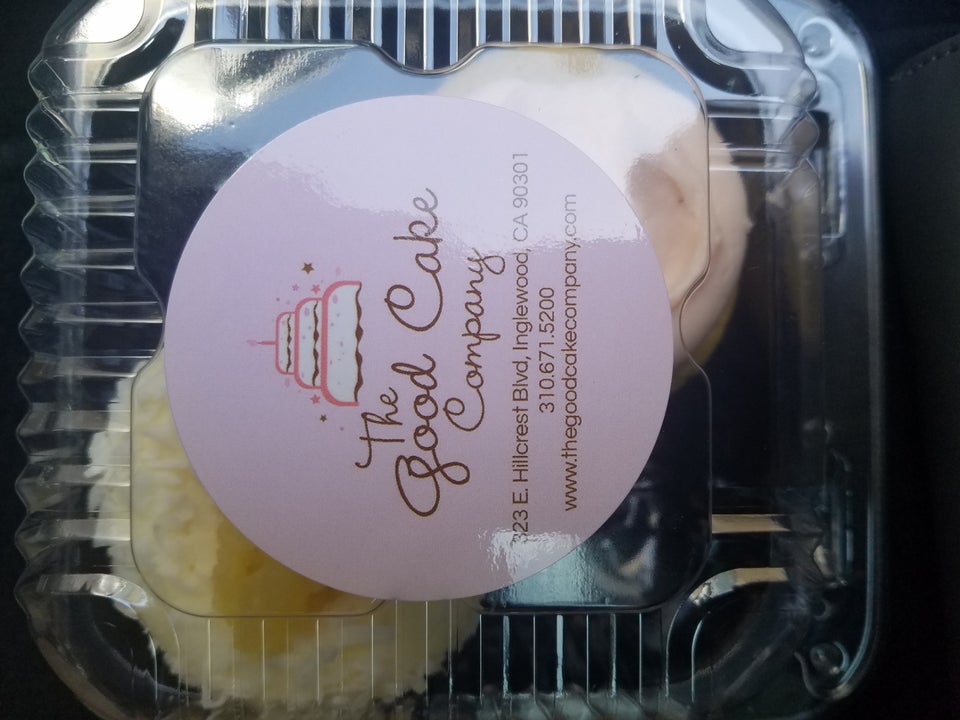 The
Good Cake
Company
323 E. Hillcrest Blvd, Inglewood, CA 90301
310.671.5200
www.thegoodcakecompany.com